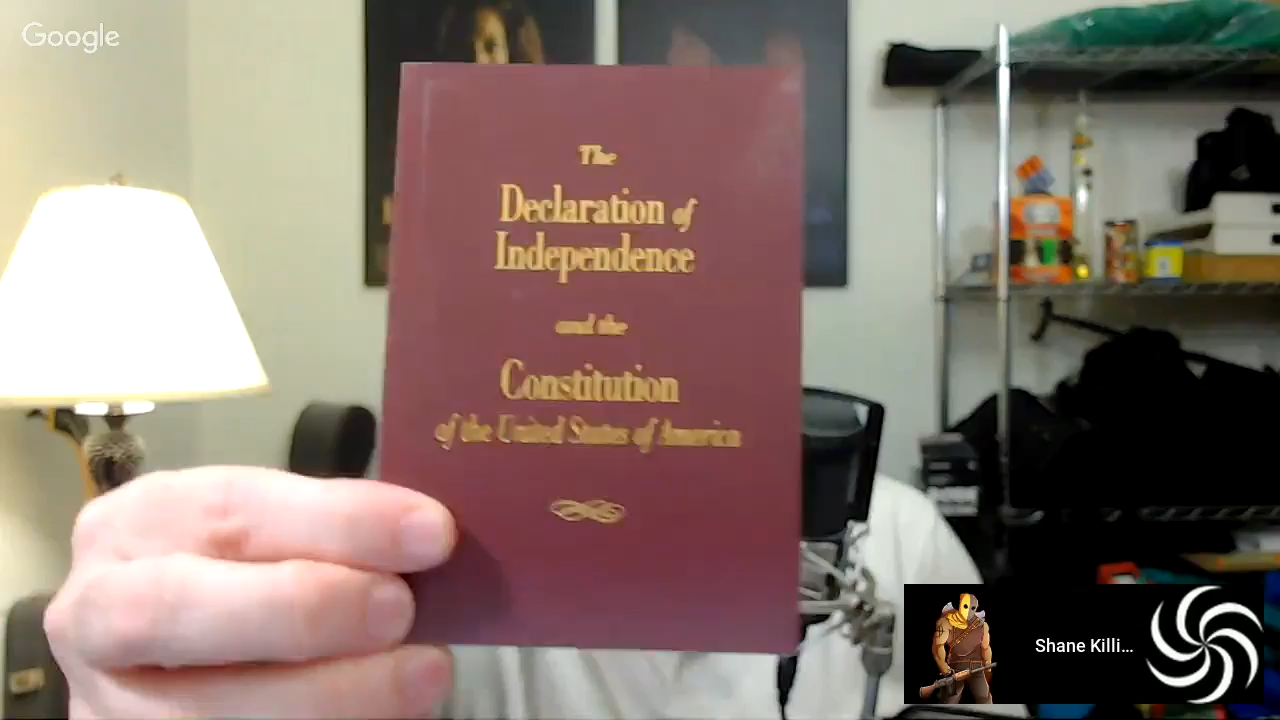 Google
The
Declaration of
Independence
and the
Constitution
of the United States of America
Shane Killi...